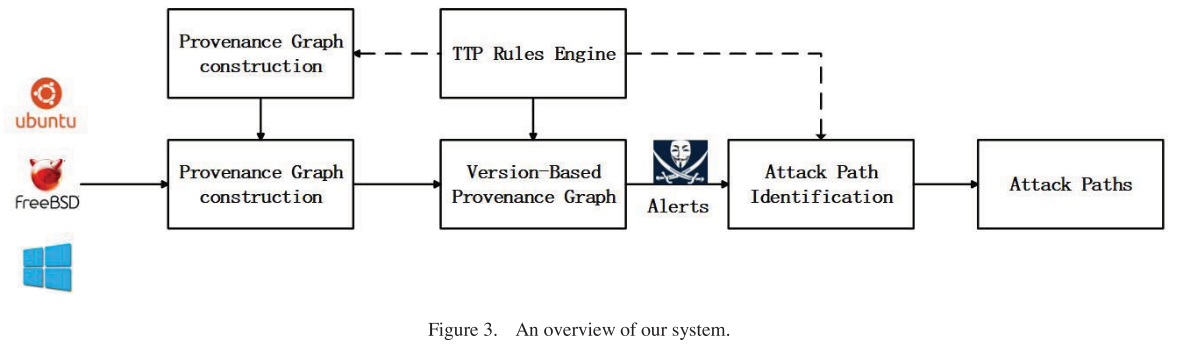 Provenance Graph
construction
TTP Rules Engine
ubuntu
FreeBSD
Provenance Graph
construction
Version-Based
Provenance Graph
Alerts
Attack Path
Identification
Attack Paths
Figure 3. An overview of our system.